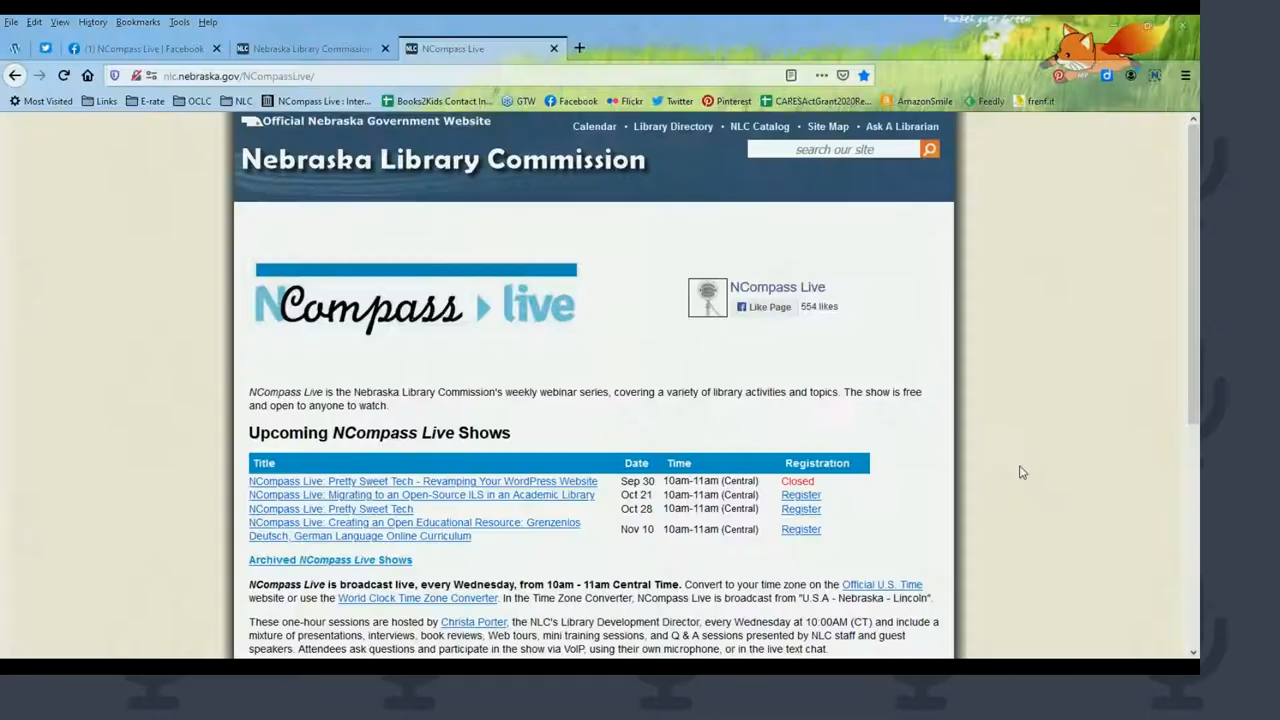 File Edit View History Bookmarks Tools Help
(1) NCompass Live | Facebook × NLC Nebraska Library Commission × NLC NCompass Live × +
nlc.nebraska.gov/NCompassLive/
Most Visited Links E-rate OCLC NLC NCompass Live : Inter... Books2Kids Contact In... GTW Facebook Flickr Twitter Pinterest CARESActGrant2020Re... AmazonSmile Feedly frenf.it
Official Nebraska Government Website
Calendar • Library Directory • NLC Catalog • Site Map • Ask A Librarian
Nebraska Library Commission
search our site
NCompass live
NCompass Live
Like Page 554 likes
NCompass Live is the Nebraska Library Commission's weekly webinar series, covering a variety of library activities and topics. The show is free
and open to anyone to watch.
Upcoming NCompass Live Shows
Title Date Time Registration
NCompass Live: Pretty Sweet Tech - Revamping Your WordPress Website Sep 30 10am-11am (Central) Closed
NCompass Live: Migrating to an Open-Source ILS in an Academic Library Oct 21 10am-11am (Central) Register
NCompass Live: Pretty Sweet Tech Oct 28 10am-11am (Central) Register
NCompass Live: Creating an Open Educational Resource: Grenzenlos
Deutsch, German Language Online Curriculum Nov 10 10am-11am (Central) Register
Archived NCompass Live Shows
NCompass Live is broadcast live, every Wednesday, from 10am - 11am Central Time. Convert to your time zone on the Official U.S. Time
website or use the World Clock Time Zone Converter. In the Time Zone Converter, NCompass Live is broadcast from "U.S.A - Nebraska - Lincoln".
These one-hour sessions are hosted by Christa Porter, the NLC's Library Development Director, every Wednesday at 10:00AM (CT) and include a
mixture of presentations, interviews, book reviews, Web tours, mini training sessions, and Q & A sessions presented by NLC staff and guest
speakers. Attendees ask questions and participate in the show via VoIP, using their own microphone, or in the live text chat.